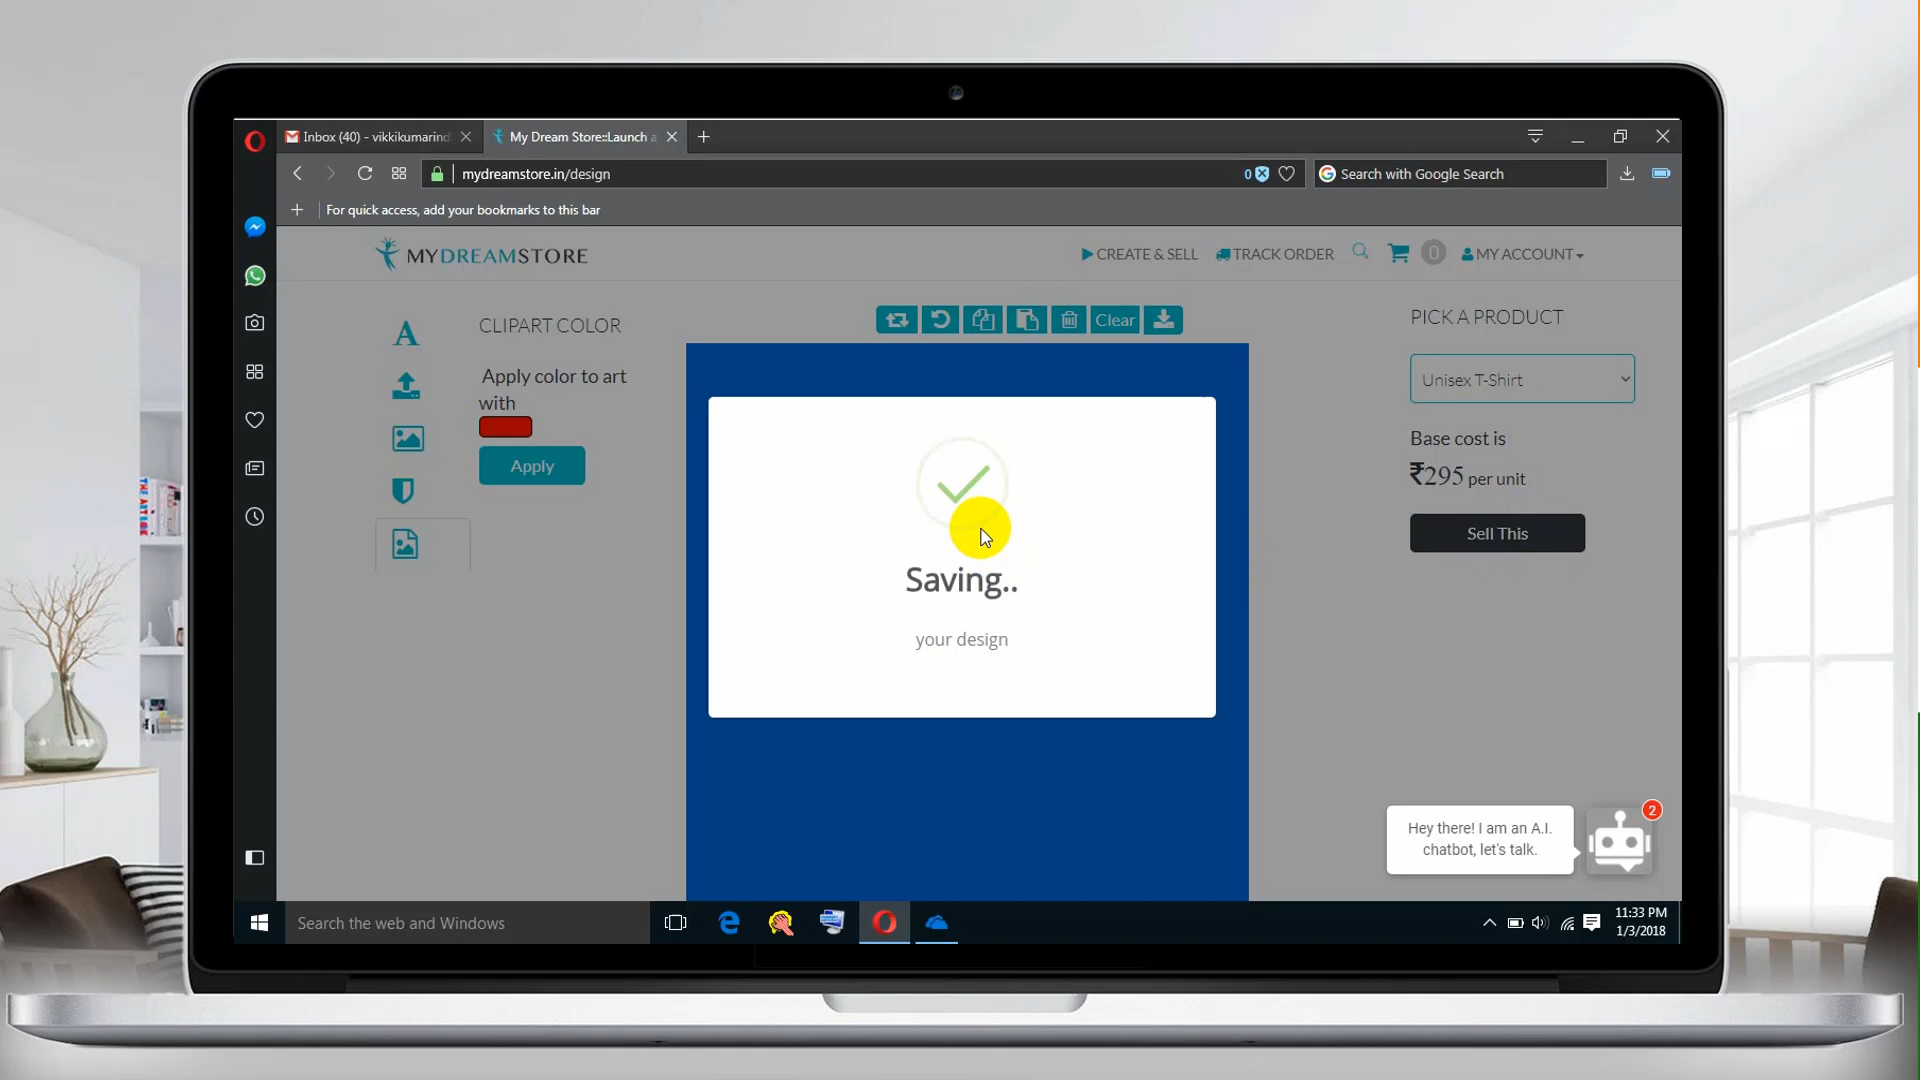 Inbox (40) - vikkikumarind
My Dream Store::Launch a
mydreamstore.in/design
0
Search with Google Search
For quick access, add your bookmarks to this bar
MYDREAMSTORE
CREATE & SELL
TRACK ORDER
0
MY ACCOUNT
CLIPART COLOR
Apply color to art
with
Apply
A
Clear
PICK A PRODUCT
Unisex T-Shirt
Base cost is
₹295 per unit
Sell This
Saving..
your design
2
Hey there! I am an A.I.
chatbot, let's talk.
Search the web and Windows
11:33 PM
1/3/2018
THE ART OF